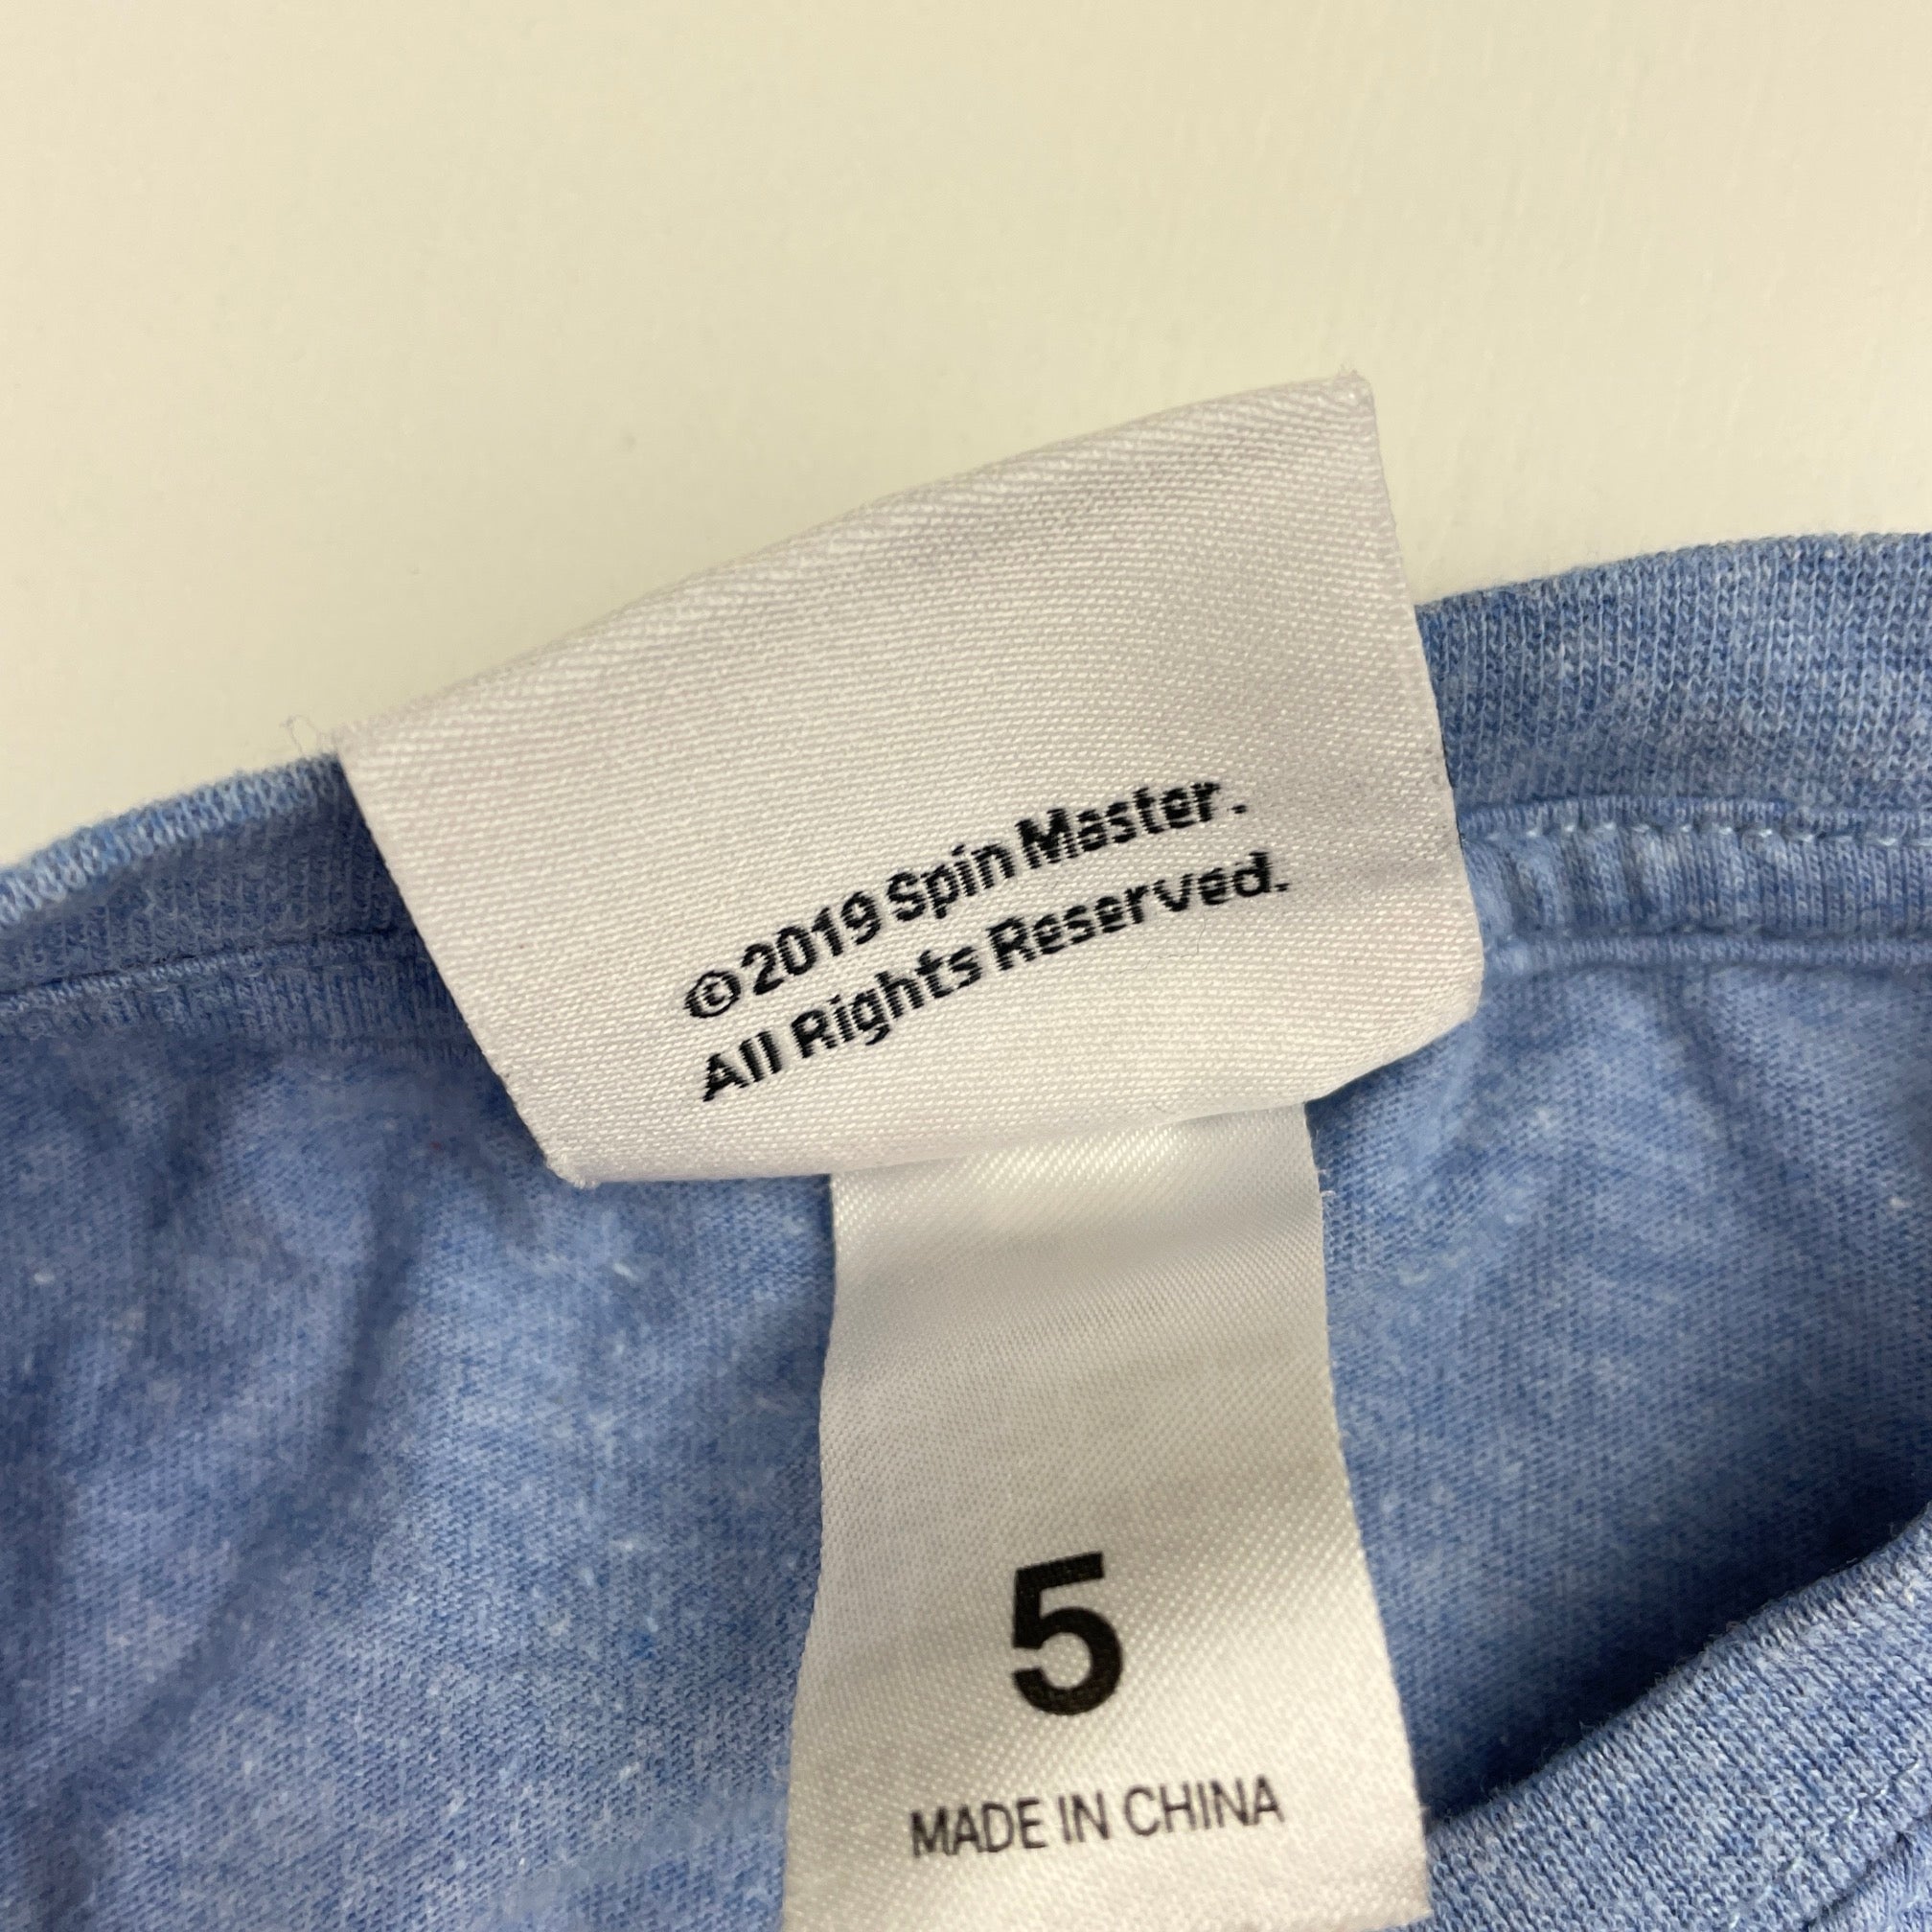 ©2019 Spin Master.
All Rights Reserved.
5
MADE IN CHINA